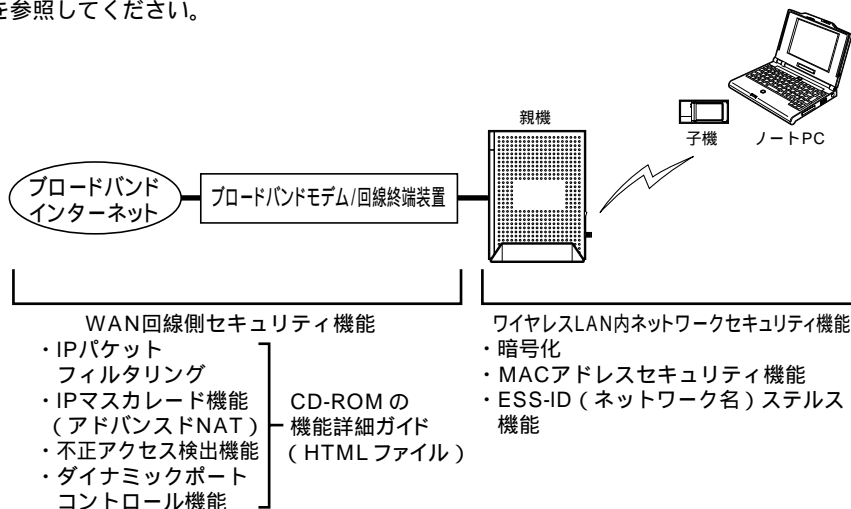 を参照してください。
親機
子機
ノートPC
ブロードバンド
インターネット
ブロードバンドモデム/回線終端装置
WAN回線側セキュリティ機能
・IPパケット
フィルタリング
・IPマスカレード機能
（アドバンスドNAT）
・不正アクセス検出機能
・ダイナミックポート
コントロール機能
CD-ROM の
機能詳細ガイド
（HTML ファイル）
ワイヤレスLAN内ネットワークセキュリティ機能
・暗号化
・MACアドレスセキュリティ機能
・ESS-ID（ネットワーク名）ステルス
機能